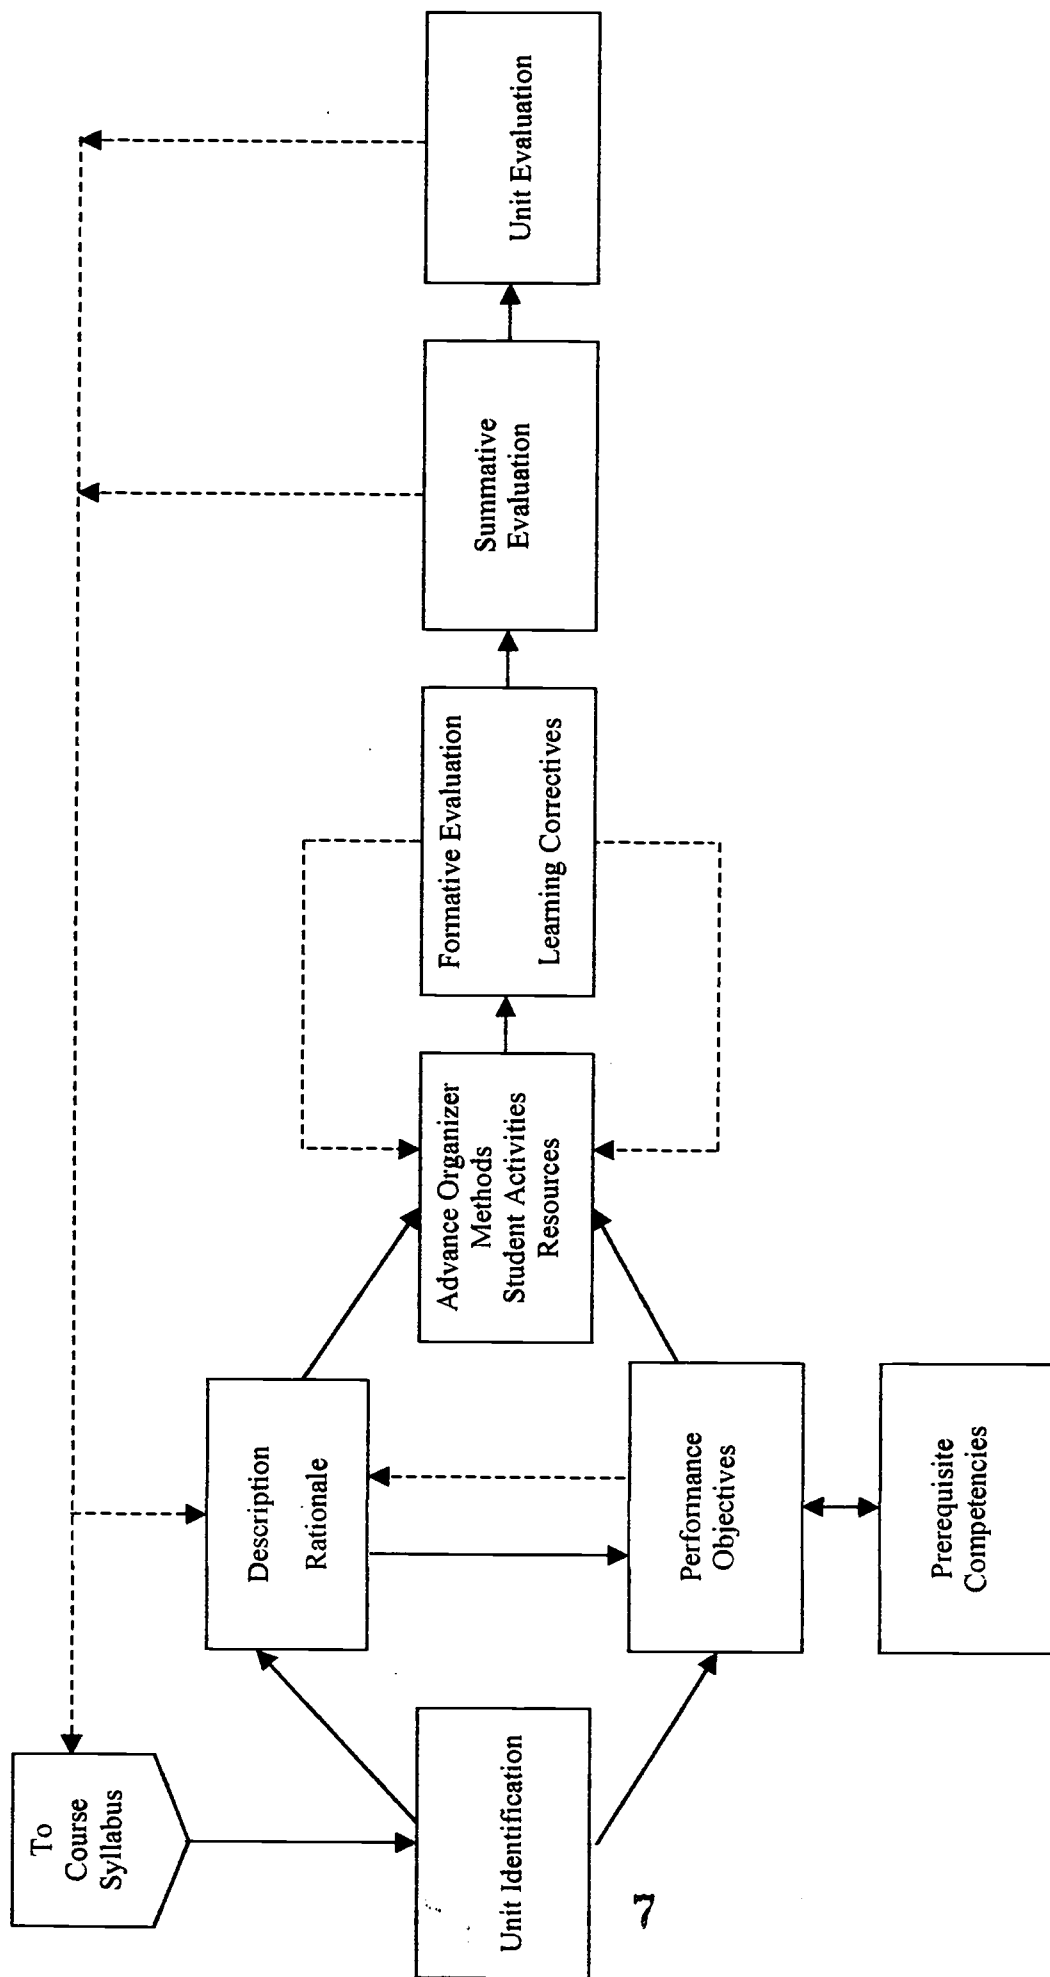 To
Course
Syllabus
Unit Identification
Description
Rationale
Performance
Objectives
Prerequisite
Competencies
Advance Organizer
Methods
Student Activities
Resources
Formative Evaluation
Learning Correctives
Summative
Evaluation
Unit Evaluation
7